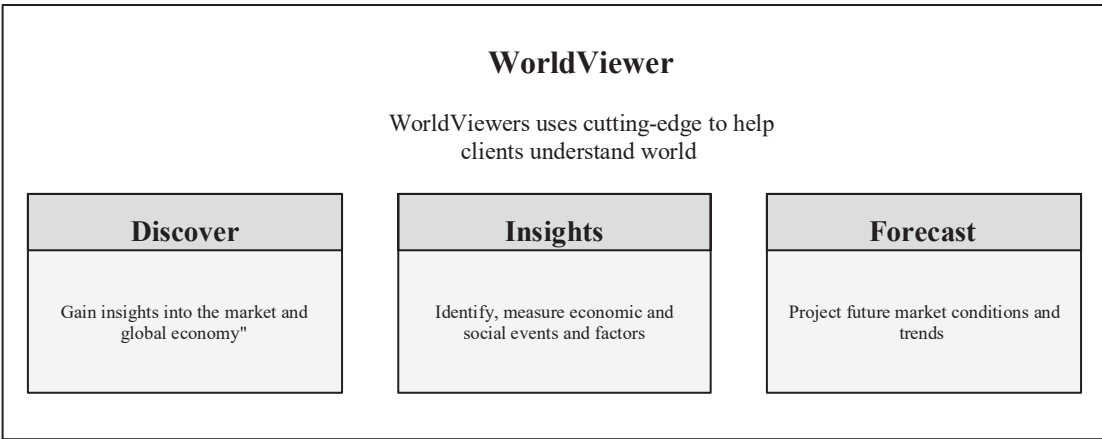 WorldViewer
WorldViewers uses cutting-edge to help
clients understand world
Discover
Gain insights into the market and
global economy"
Insights
Identify, measure economic and
social events and factors
Forecast
Project future market conditions and
trends